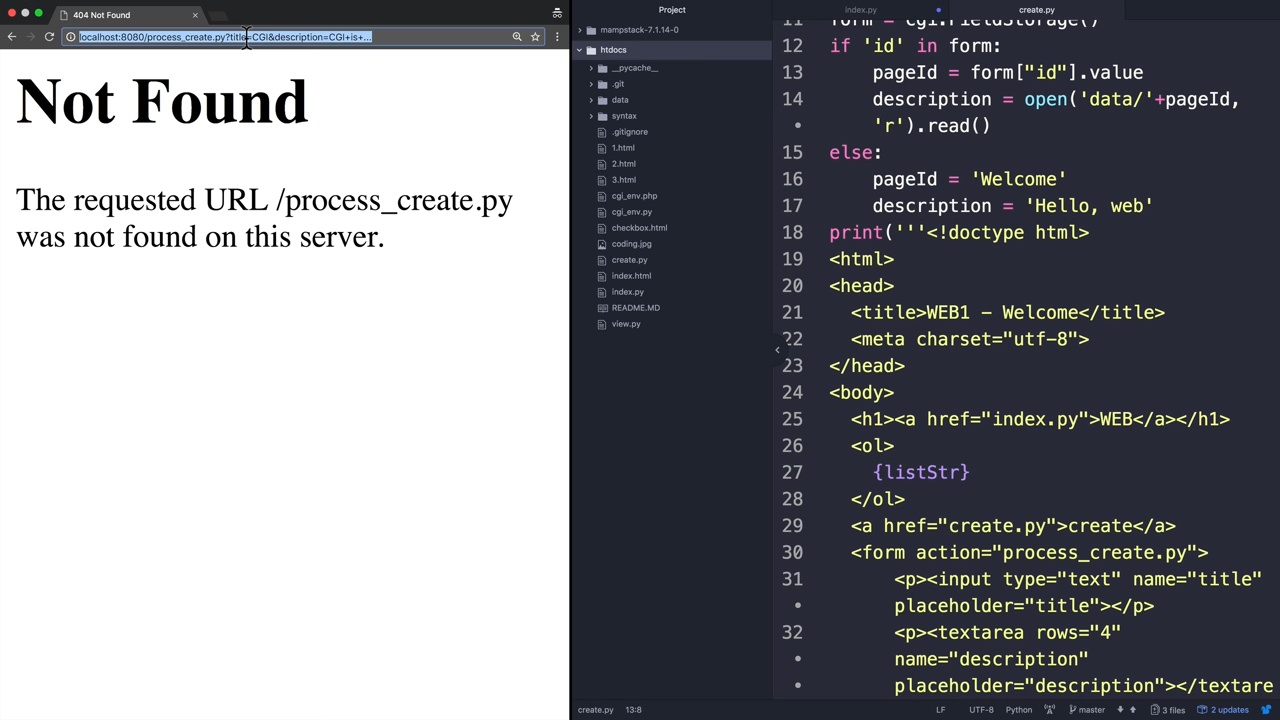 404 Not Found
localhost:8080/process_create.py?title=CGI&description=CGI+is+...
Not Found
The requested URL /process_create.py
was not found on this server.
Project
mampstack-7.1.14-0
htdocs
__pycache__
.git
data
syntax
.gitignore
1.html
2.html
3.html
cgi_env.php
cgi_env.py
checkbox.html
coding.jpg
create.py
index.html
index.py
README.MD
view.py
index.py
create.py
11 form = cgi.FieldStorage()
12 if 'id' in form:
13 pageId = form["id"].value
14 description = open('data/'+pageId,
• 'r').read()
15 else:
16 pageId = 'Welcome'
17 description = 'Hello, web'
18 print('''<!doctype html>
19 <html>
20 <head>
21 <title>WEB1 - Welcome</title>
22 <meta charset="utf-8">
23 </head>
24 <body>
25 <h1><a href="index.py">WEB</a></h1>
26 <ol>
27 {listStr}
28 </ol>
29 <a href="create.py">create</a>
30 <form action="process_create.py">
31 <p><input type="text" name="title"
• placeholder="title"></p>
32 <p><textarea rows="4"
• name="description"
• placeholder="description"></textare
create.py 13:8
LF UTF-8 Python master 3 files 2 updates